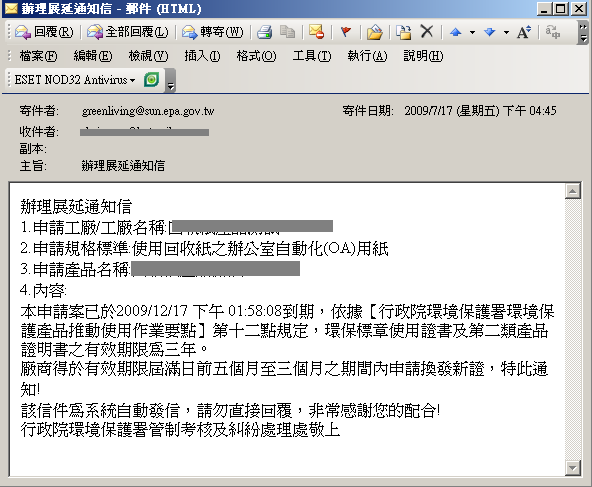 辦理展延通知信 - 郵件 (HTML)
回覆(R) 全部回覆(L) 轉寄(W)
檔案(F) 編輯(E) 檢視(V) 插入(I) 格式(O) 工具(T) 執行(A) 說明(H)
ESET NOD32 Antivirus
寄件者: greenliving@sun.epa.gov.tw 寄件日期: 2009/7/17 (星期五) 下午 04:45
收件者:
副本:
主旨: 辦理展延通知信
辦理展延通知信
1.申請工廠/工廠名稱:
2.申請規格標準:使用回收紙之辦公室自動化(OA)用紙
3.申請產品名稱:
4.內容:
本申請案已於2009/12/17 下午 01:58:08到期，依據【行政院環境保護署環境保
護產品推動使用作業要點】第十二點規定，環保標章使用證書及第二類產品
證明書之有效期限為三年。
廠商得於有效期限屆滿日前五個月至三個月之期間內申請換發新證，特此通
知!
該信件為系統自動發信，請勿直接回覆，非常感謝您的配合!
行政院環境保護署管制考核及糾紛處理處敬上